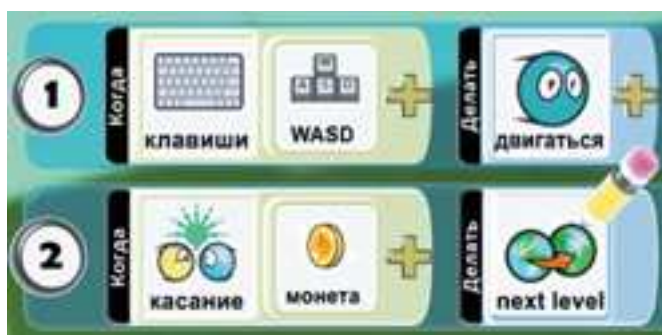 1
Когда
клавиши
WASD
Делать
двигаться
2
Когда
касание
монета
Делать
next level